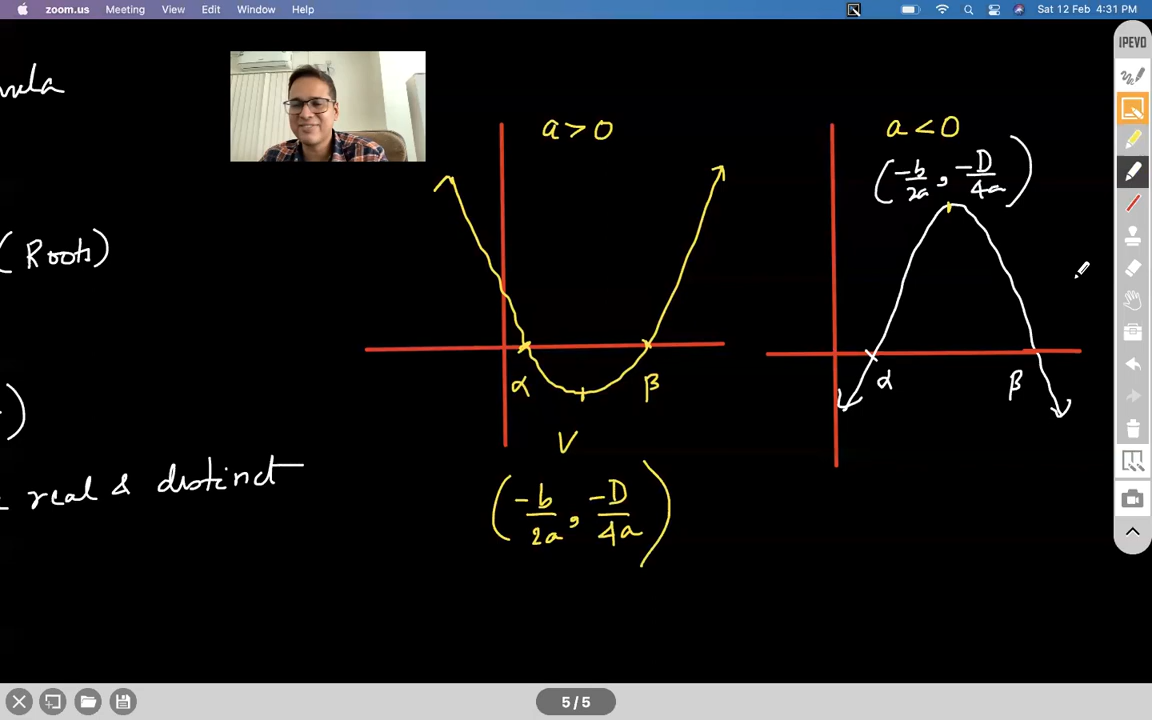 zoom.us Meeting View Edit Window Help Sat 12 Feb 4:31 PM
IPEVO
a > 0
a < 0
(-b/2a, -D/4a)
(Roots)
α β
α β
V
real & distinct
(-b/2a, -D/4a)
5/5